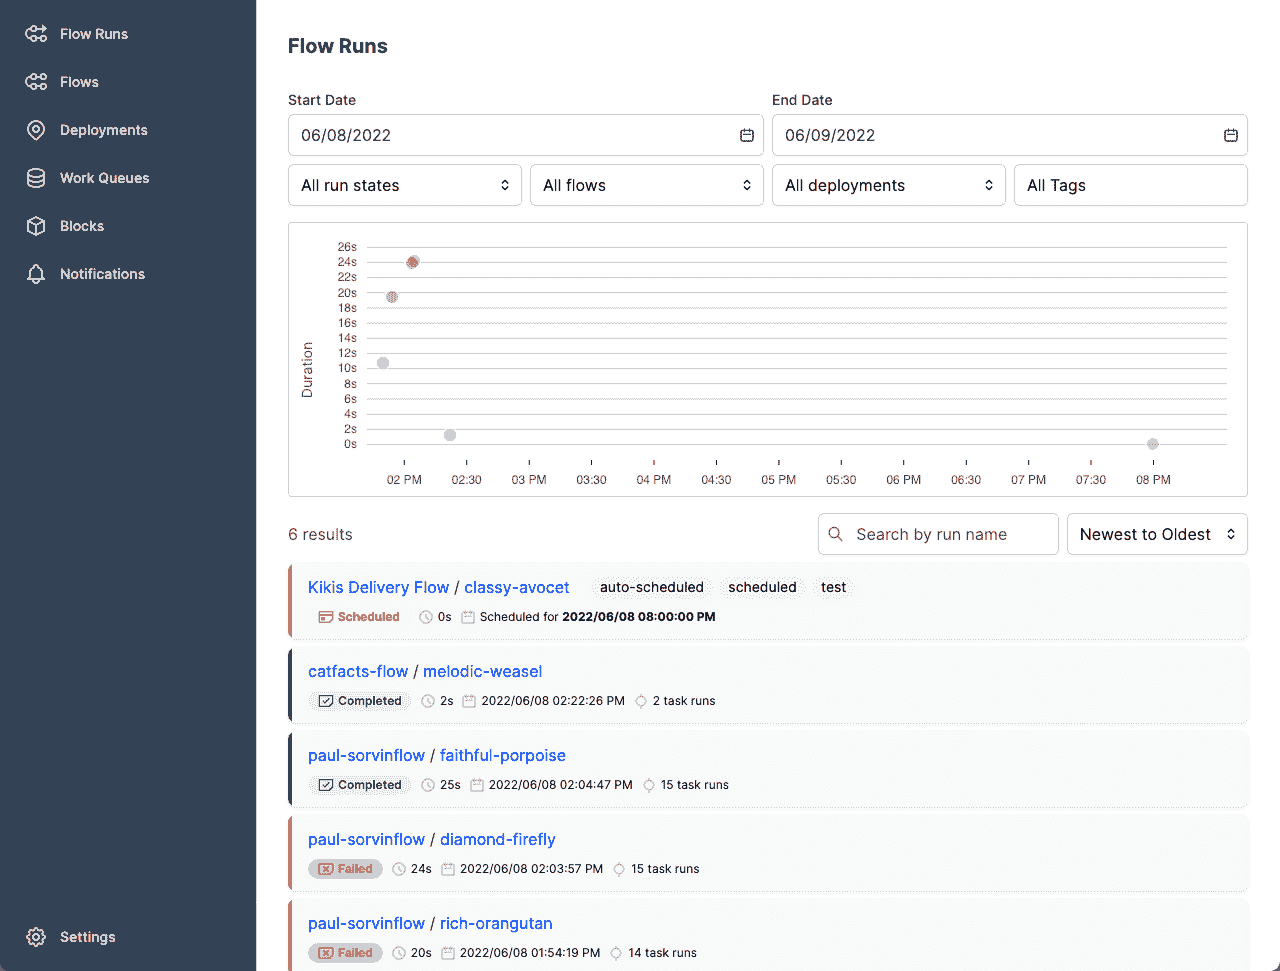 Flow Runs
Flows
Deployments
Work Queues
Blocks
Notifications
Settings
Flow Runs
Start Date
End Date
06/08/2022
06/09/2022
All run states
All flows
All deployments
All Tags
Duration
26s
24s
22s
20s
18s
16s
14s
12s
10s
8s
6s
4s
2s
0s
02 PM 02:30 03 PM 03:30 04 PM 04:30 05 PM 05:30 06 PM 06:30 07 PM 07:30 08 PM
6 results
Search by run name
Newest to Oldest
Kikis Delivery Flow / classy-avocet auto-scheduled scheduled test
Scheduled 0s Scheduled for 2022/06/08 08:00:00 PM
catfacts-flow / melodic-weasel
Completed 2s 2022/06/08 02:22:26 PM 2 task runs
paul-sorvinflow / faithful-porpoise
Completed 25s 2022/06/08 02:04:47 PM 15 task runs
paul-sorvinflow / diamond-firefly
Failed 24s 2022/06/08 02:03:57 PM 15 task runs
paul-sorvinflow / rich-orangutan
Failed 20s 2022/06/08 01:54:19 PM 14 task runs